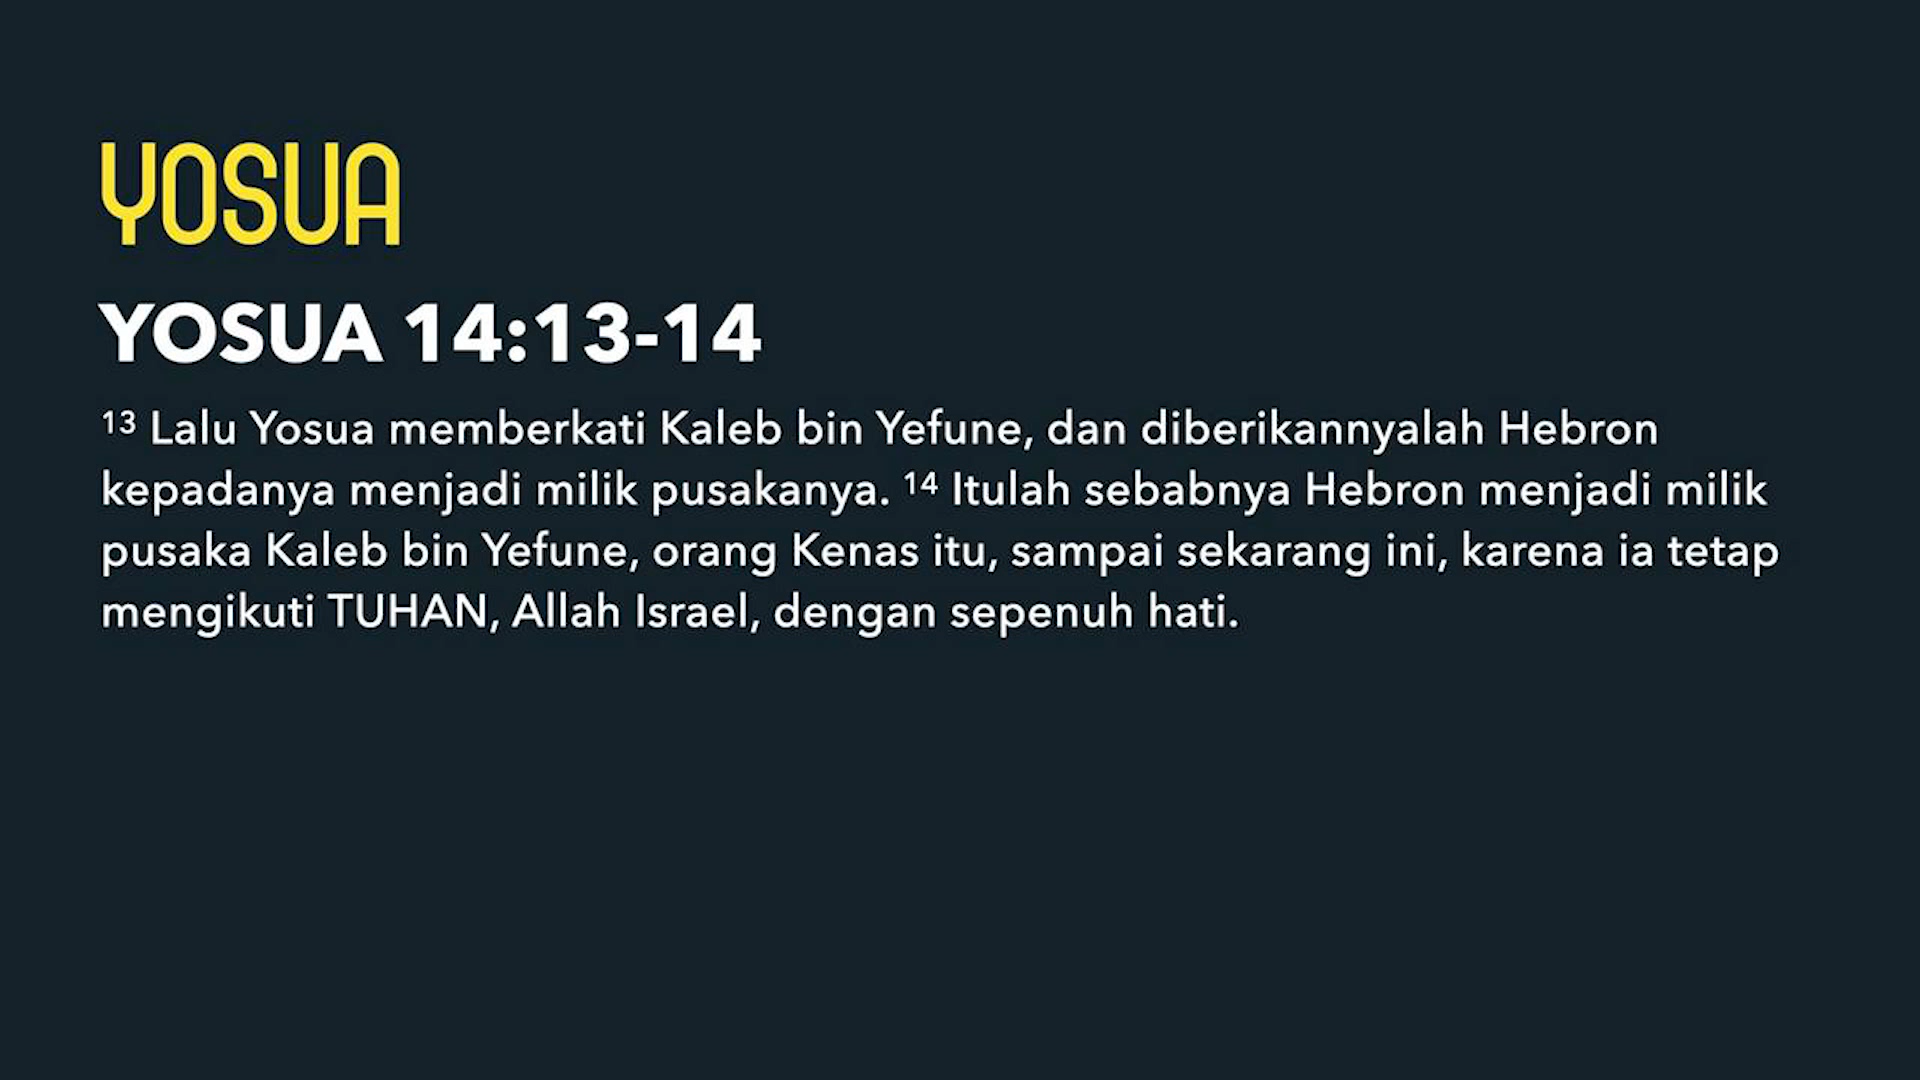 YOSUA
YOSUA 14:13-14
¹³ Lalu Yosua memberkati Kaleb bin Yefune, dan diberikannyalah Hebron
kepadanya menjadi milik pusakanya. ¹⁴ Itulah sebabnya Hebron menjadi milik
pusaka Kaleb bin Yefune, orang Kenas itu, sampai sekarang ini, karena ia tetap
mengikuti TUHAN, Allah Israel, dengan sepenuh hati.